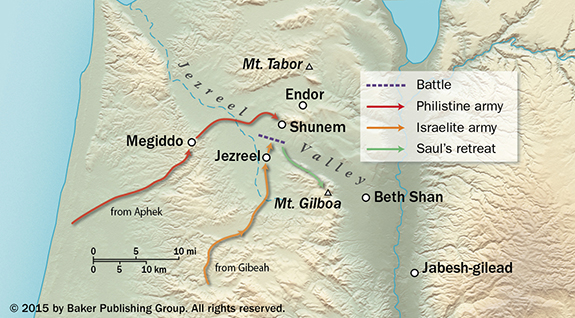 Mt. Tabor
Jezreel
Valley
Endor
Shunem
Megiddo
Jezreel
Mt. Gilboa
Beth Shan
from Aphek
from Gibeah
Jabesh-gilead
Battle
Philistine army
Israelite army
Saul's retreat
0 5 10 mi
0 5 10 km
© 2015 by Baker Publishing Group. All rights reserved.